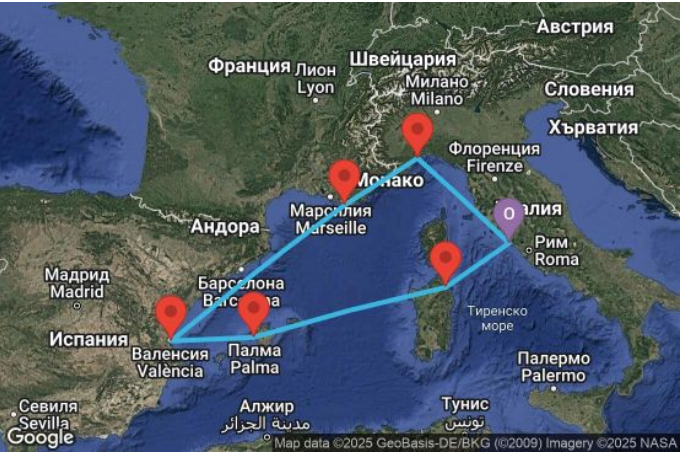 Австрия
Швейцария
Франция
Лион
Lyon
Милано
Milano
Словения
Хърватия
Флоренция
Firenze
Монако
Марсилия
Marseille
О
Андора
Рим
Roma
Мадрид
Madrid
Барселона
Тиренско
море
Испания
Валенсия
València
Палма
Palma
Палермо
Palermo
Севиля
Sevilla
Алжир
مدينة الجزائر
Тунис
تونس
Google
Map data ©2025 GeoBasis-DE/BKG (©2009) Imagery ©2025 NASA